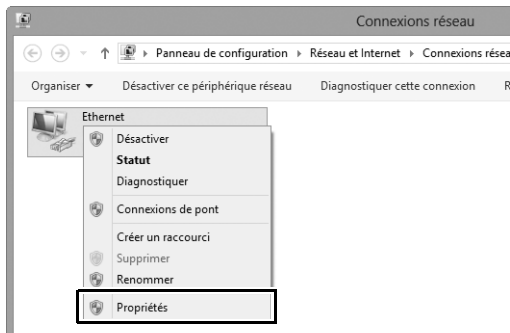 Connexions réseau
Panneau de configuration Réseau et Internet Connexions résea
Organiser Désactiver ce périphérique réseau Diagnostiquer cette connexion R
Ethernet
Désactiver
Statut
Diagnostiquer
Connexions de pont
Créer un raccourci
Supprimer
Renommer
Propriétés